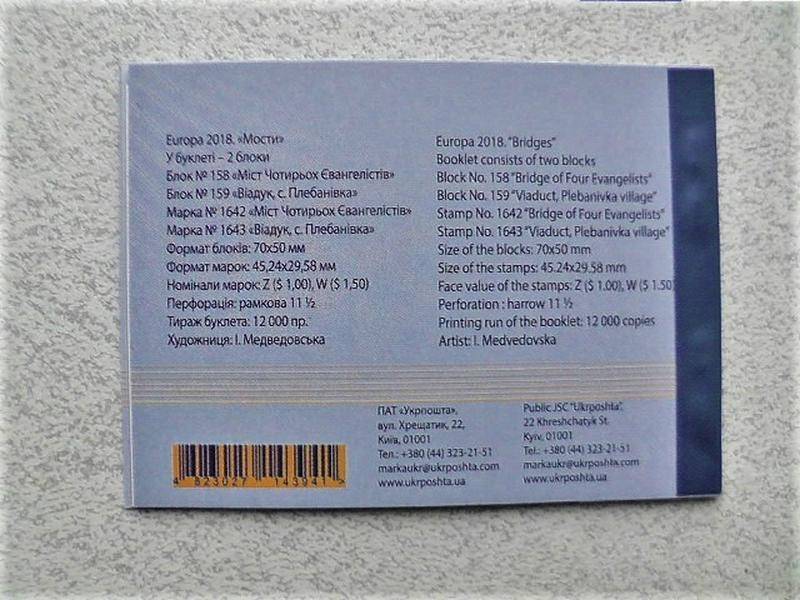 Europa 2018. «Мости»
У буклеті – 2 блоки
Блок № 158 «Міст Чотирьох Євангелістів»
Блок № 159 «Віадук, с. Плебанівка»
Марка № 1642 «Міст Чотирьох Євангелістів»
Марка № 1643 «Віадук, с. Плебанівка»
Формат блоків: 70x50 мм
Формат марок: 45,24x29,58 мм
Номінали марок: Z ($ 1,00), W ($ 1,50)
Перфорація: рамкова 11 ½
Тираж буклета: 12 000 пр.
Художниця: І. Медведовська
Europa 2018. "Bridges"
Booklet consists of two blocks
Block No. 158 "Bridge of Four Evangelists"
Block No. 159 "Viaduct, Plebanivka village"
Stamp No. 1642 "Bridge of Four Evangelists"
Stamp No. 1643 "Viaduct, Plebanivka village"
Size of the blocks: 70x50 mm
Size of the stamps: 45.24x29,58 mm
Face value of the stamps: Z ($ 1,00), W ($ 1.50)
Perforation : harrow 11 ½
Printing run of the booklet: 12 000 copies
Artist: I. Medvedovska
4 823027 143941 >
ПАТ «Укрпошта»,
вул. Хрещатик, 22,
Київ, 01001
Тел.: +380 (44) 323-21-51
markaukr@ukrposhta.com
www.ukrposhta.ua
Public JSC "Ukrposhta".
22 Khreshchatyk St.
Kyiv, 01001
Tel.: +380 (44) 323-21-51
markaukr@ukrposhta.com
www.ukrposhta.ua